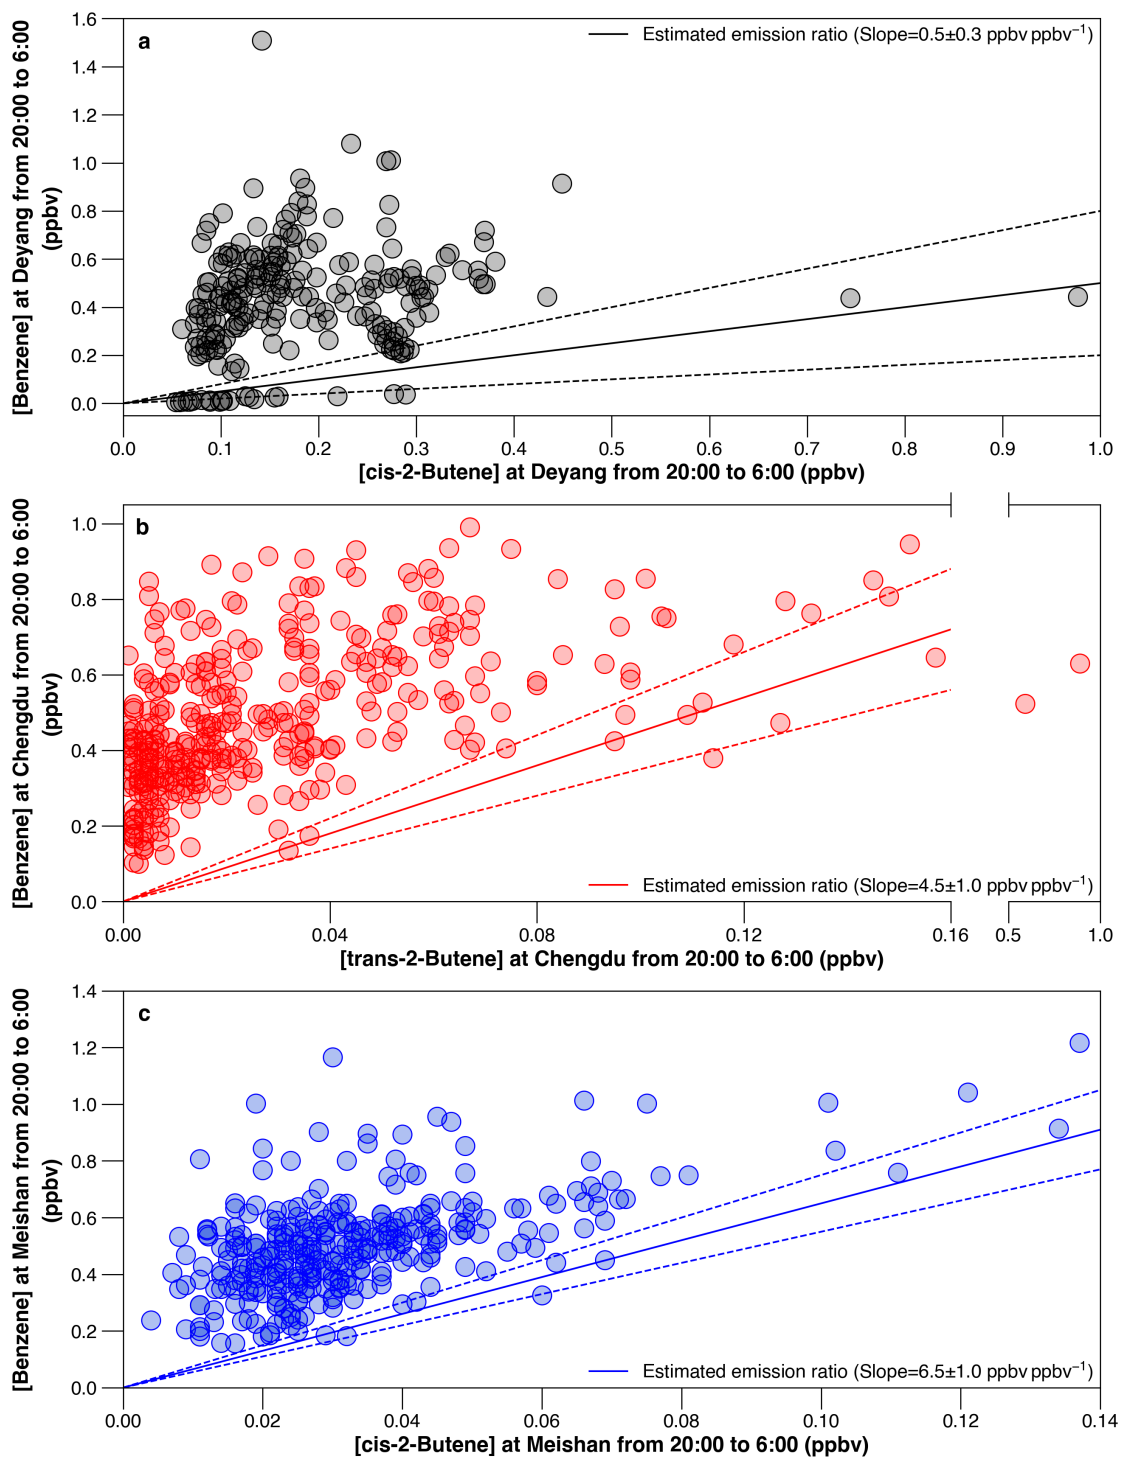 a
Estimated emission ratio (Slope=0.5±0.3 ppbv ppbv⁻¹)
[Benzene] at Deyang from 20:00 to 6:00
(ppbv)
1.6
1.4
1.2
1.0
0.8
0.6
0.4
0.2
0.0
0.0 0.1 0.2 0.3 0.4 0.5 0.6 0.7 0.8 0.9 1.0
[cis-2-Butene] at Deyang from 20:00 to 6:00 (ppbv)
b
[Benzene] at Chengdu from 20:00 to 6:00
(ppbv)
1.0
0.8
0.6
0.4
0.2
0.0
Estimated emission ratio (Slope=4.5±1.0 ppbv ppbv⁻¹)
0.00 0.04 0.08 0.12 0.16 0.5 1.0
[trans-2-Butene] at Chengdu from 20:00 to 6:00 (ppbv)
c
[Benzene] at Meishan from 20:00 to 6:00
(ppbv)
1.4
1.2
1.0
0.8
0.6
0.4
0.2
0.0
Estimated emission ratio (Slope=6.5±1.0 ppbv ppbv⁻¹)
0.00 0.02 0.04 0.06 0.08 0.10 0.12 0.14
[cis-2-Butene] at Meishan from 20:00 to 6:00 (ppbv)